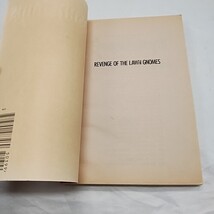 REVENGE OF THE LAWN GNOMES